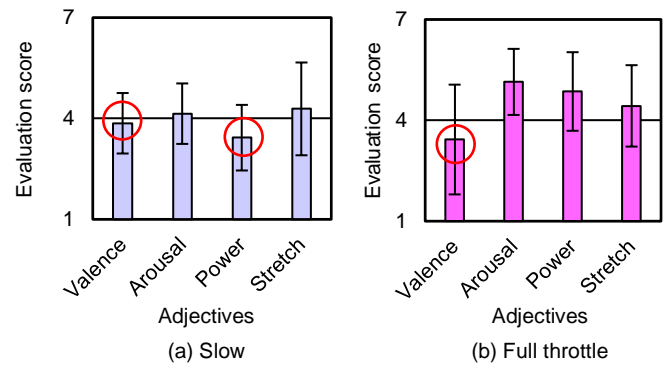 7
4
1
Evaluation score
Valence
Arousal
Power
Stretch
Adjectives
(a) Slow
7
4
1
Evaluation score
Valence
Arousal
Power
Stretch
Adjectives
(b) Full throttle